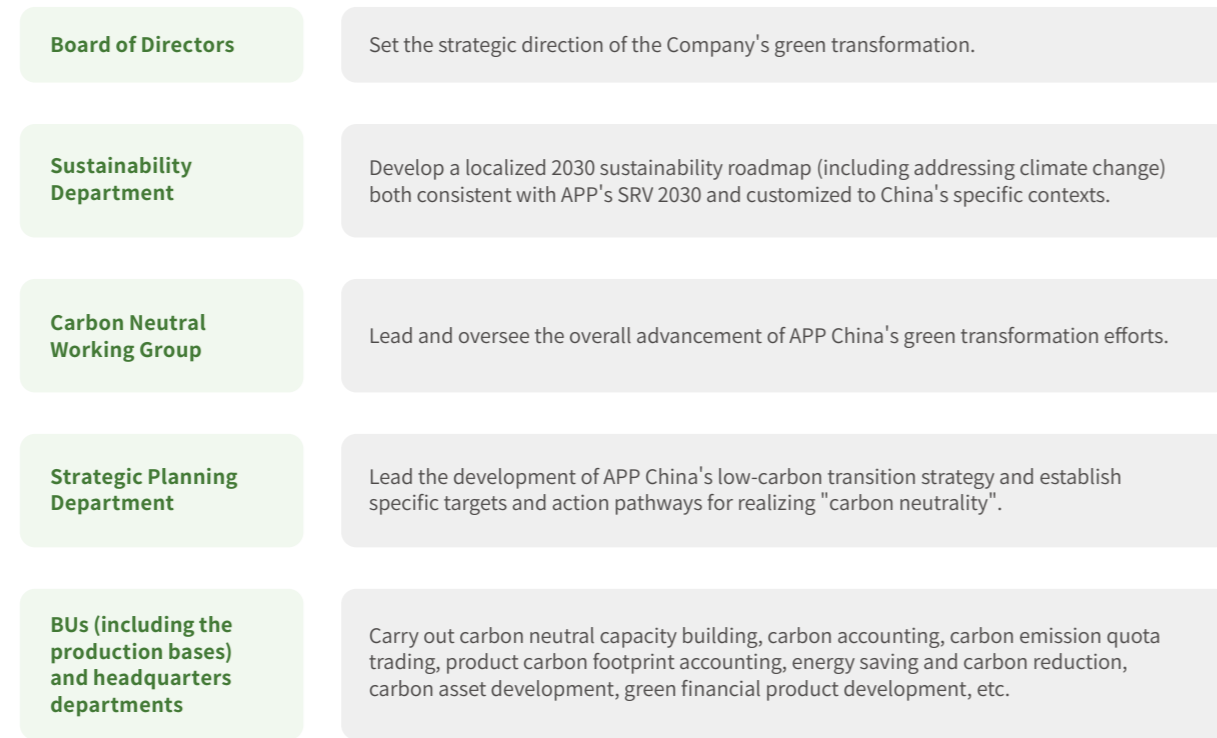 Board of Directors
Set the strategic direction of the Company's green transformation.
Sustainability
Department
Develop a localized 2030 sustainability roadmap (including addressing climate change)
both consistent with APP's SRV 2030 and customized to China's specific contexts.
Carbon Neutral
Working Group
Lead and oversee the overall advancement of APP China's green transformation efforts.
Strategic Planning
Department
Lead the development of APP China's low-carbon transition strategy and establish
specific targets and action pathways for realizing "carbon neutrality".
BUs (including the
production bases)
and headquarters
departments
Carry out carbon neutral capacity building, carbon accounting, carbon emission quota
trading, product carbon footprint accounting, energy saving and carbon reduction,
carbon asset development, green financial product development, etc.